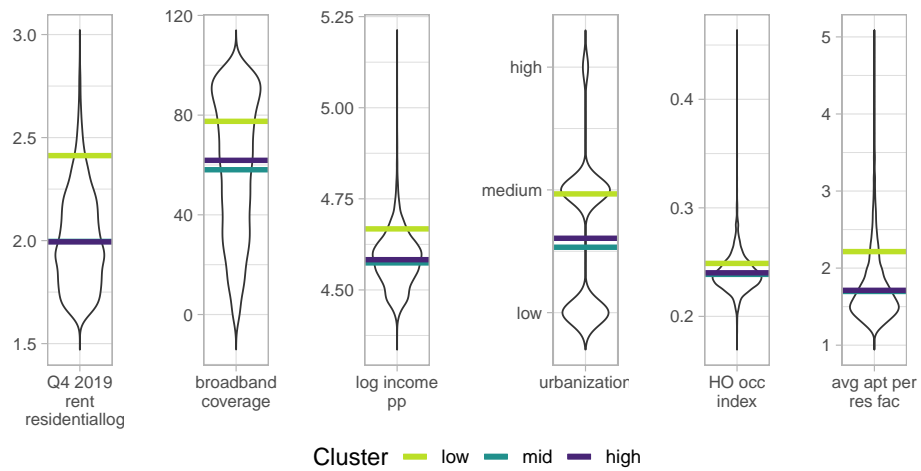 3.0
2.5
2.0
1.5
Q4 2019
rent
residentiallog
120
80
40
0
broadband
coverage
5.25
5.00
4.75
4.50
log income
pp
high
medium
low
urbanization
0.4
0.3
0.2
HO occ
index
5
4
3
2
1
avg apt per
res fac
Cluster low mid high